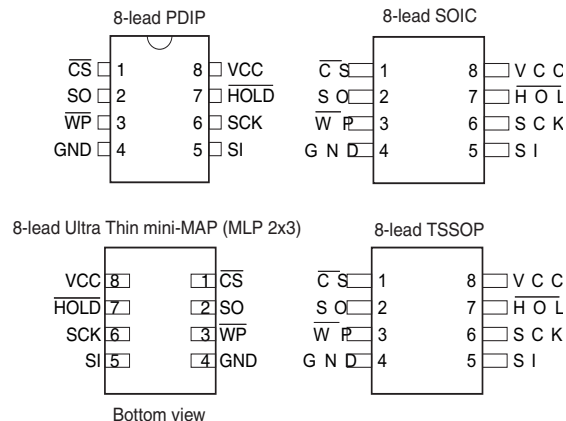 8-lead PDIP
CS 1 8 VCC
SO 2 7 HOLD
WP 3 6 SCK
GND 4 5 SI
8-lead SOIC
C S 1 8 V C C
S O 2 7 H O L
W P 3 6 S C K
G N D 4 5 S I
8-lead Ultra Thin mini-MAP (MLP 2x3)
VCC 8 1 CS
HOLD 7 2 SO
SCK 6 3 WP
SI 5 4 GND
Bottom view
8-lead TSSOP
C S 1 8 V C C
S O 2 7 H O L
W P 3 6 S C K
G N D 4 5 S I